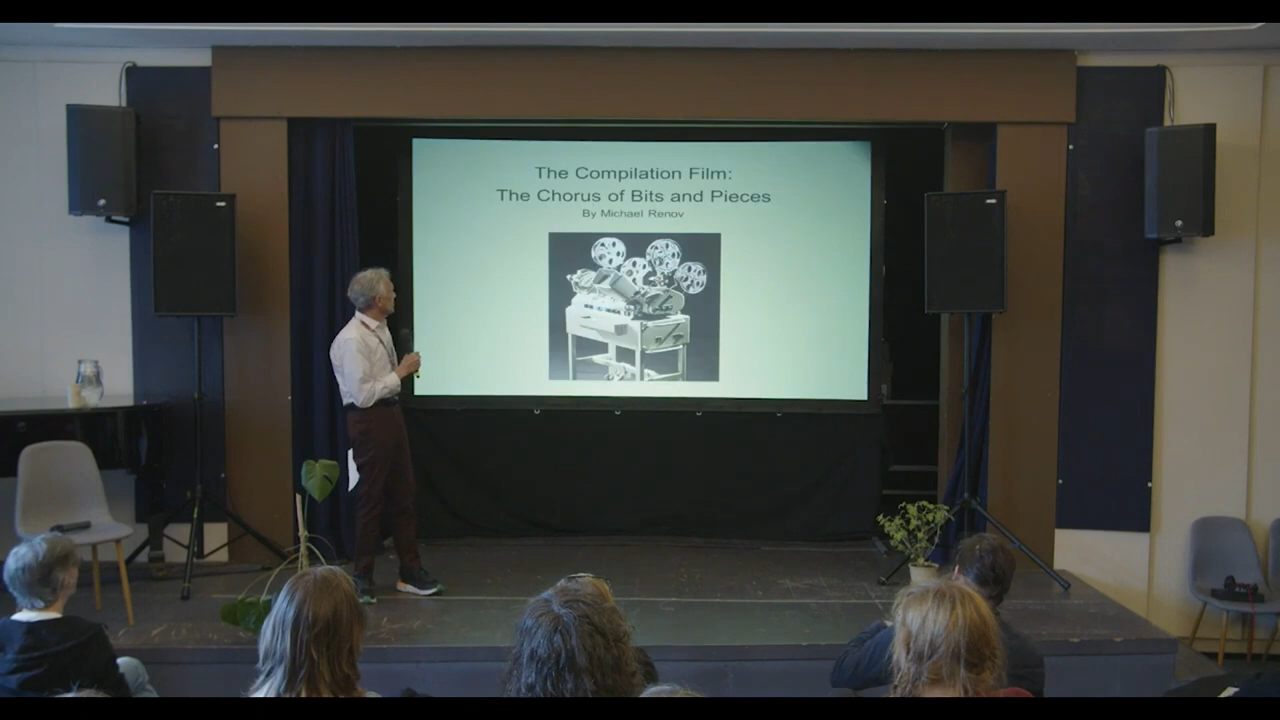 The Compilation Film:
The Chorus of Bits and Pieces
By Michael Renov